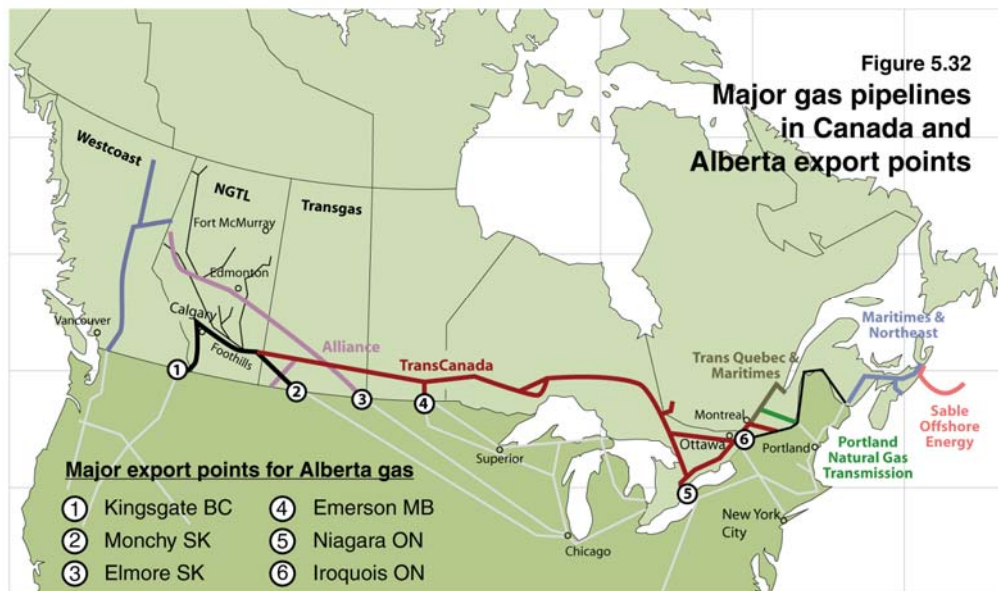 Figure 5.32
Major gas pipelines
in Canada and
Alberta export points
Westcoast
NGTL
Transgas
Fort McMurray
Edmonton
Calgary
Vancouver
Foothills
Alliance
TransCanada
Maritimes &
Northeast
Trans Quebec &
Maritimes
Montreal
Ottawa
Portland
Sable
Offshore
Energy
Portland
Natural Gas
Transmission
Superior
New York
City
Chicago
1
2
3
4
5
6
Major export points for Alberta gas
1 Kingsgate BC
2 Monchy SK
3 Elmore SK
4 Emerson MB
5 Niagara ON
6 Iroquois ON